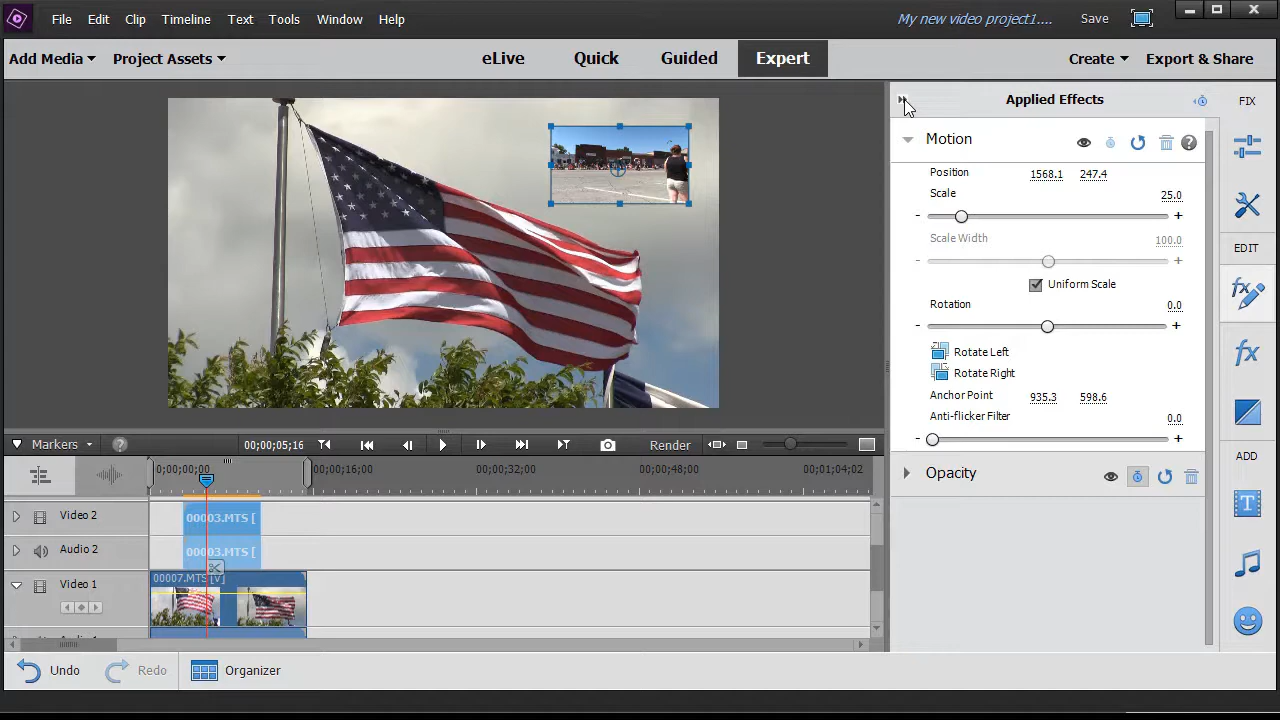 File Edit Clip Timeline Text Tools Window Help My new video project1.... Save
Add Media Project Assets eLive Quick Guided Expert Create Export & Share
Applied Effects FIX
Motion
Position 1568.1 247.4
Scale 25.0
- +
Scale Width 100.0
- +
Uniform Scale
EDIT
Rotation 0.0
- +
Rotate Left
Rotate Right
Anchor Point 935.3 598.6
Anti-flicker Filter 0.0
- +
ADD
Opacity
Markers 00;00;05;16 Render
0;00;00;00 00;00;16;00 00;00;32;00 00;00;48;00 00;01;04;02
Video 2 00003.MTS [
Audio 2 00003.MTS [
Video 1 00007.MTS [V]
Undo Redo Organizer